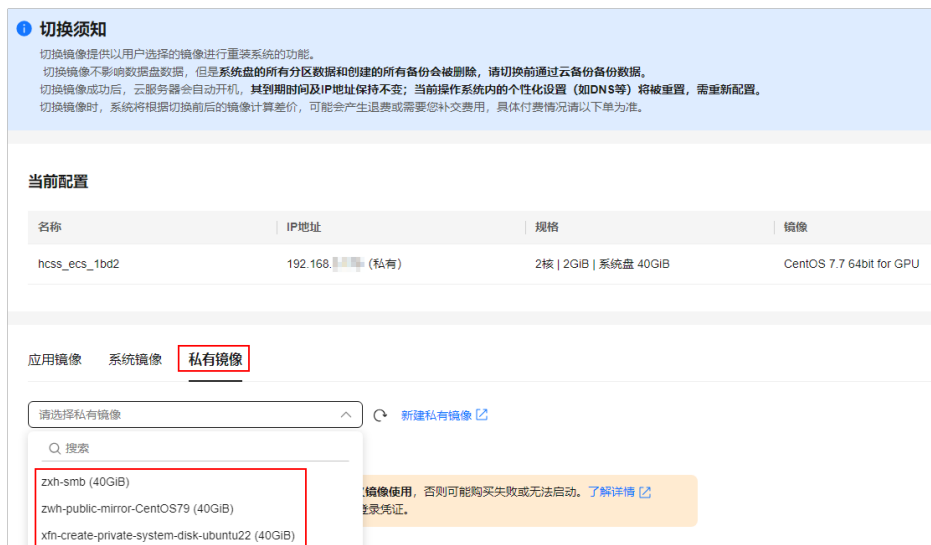 切换须知
切换镜像提供以用户选择的镜像进行重装系统的功能。
切换镜像不影响数据盘数据，但是系统盘的所有分区数据和创建的所有备份会被删除，请切换前通过云备份备份数据。
切换镜像成功后，云服务器会自动开机，其到期时间及IP地址保持不变；当前操作系统内的个性化设置（如DNS等）将被重置，需重新配置。
切换镜像时，系统将根据切换前后的镜像计算差价，可能会产生退费或需要您补交费用，具体付费情况请以下单为准。
当前配置
名称 IP地址 规格 镜像
hcss_ecs_1bd2 192.168. (私有) 2核 | 2GiB | 系统盘 40GiB CentOS 7.7 64bit for GPU
应用镜像 系统镜像 私有镜像
请选择私有镜像 新建私有镜像
搜索
zxh-smb (40GiB)
镜像使用，否则可能购买失败或无法启动。了解详情
zwh-public-mirror-CentOS79 (40GiB)
登录凭证。
xfn-create-private-system-disk-ubuntu22 (40GiB)